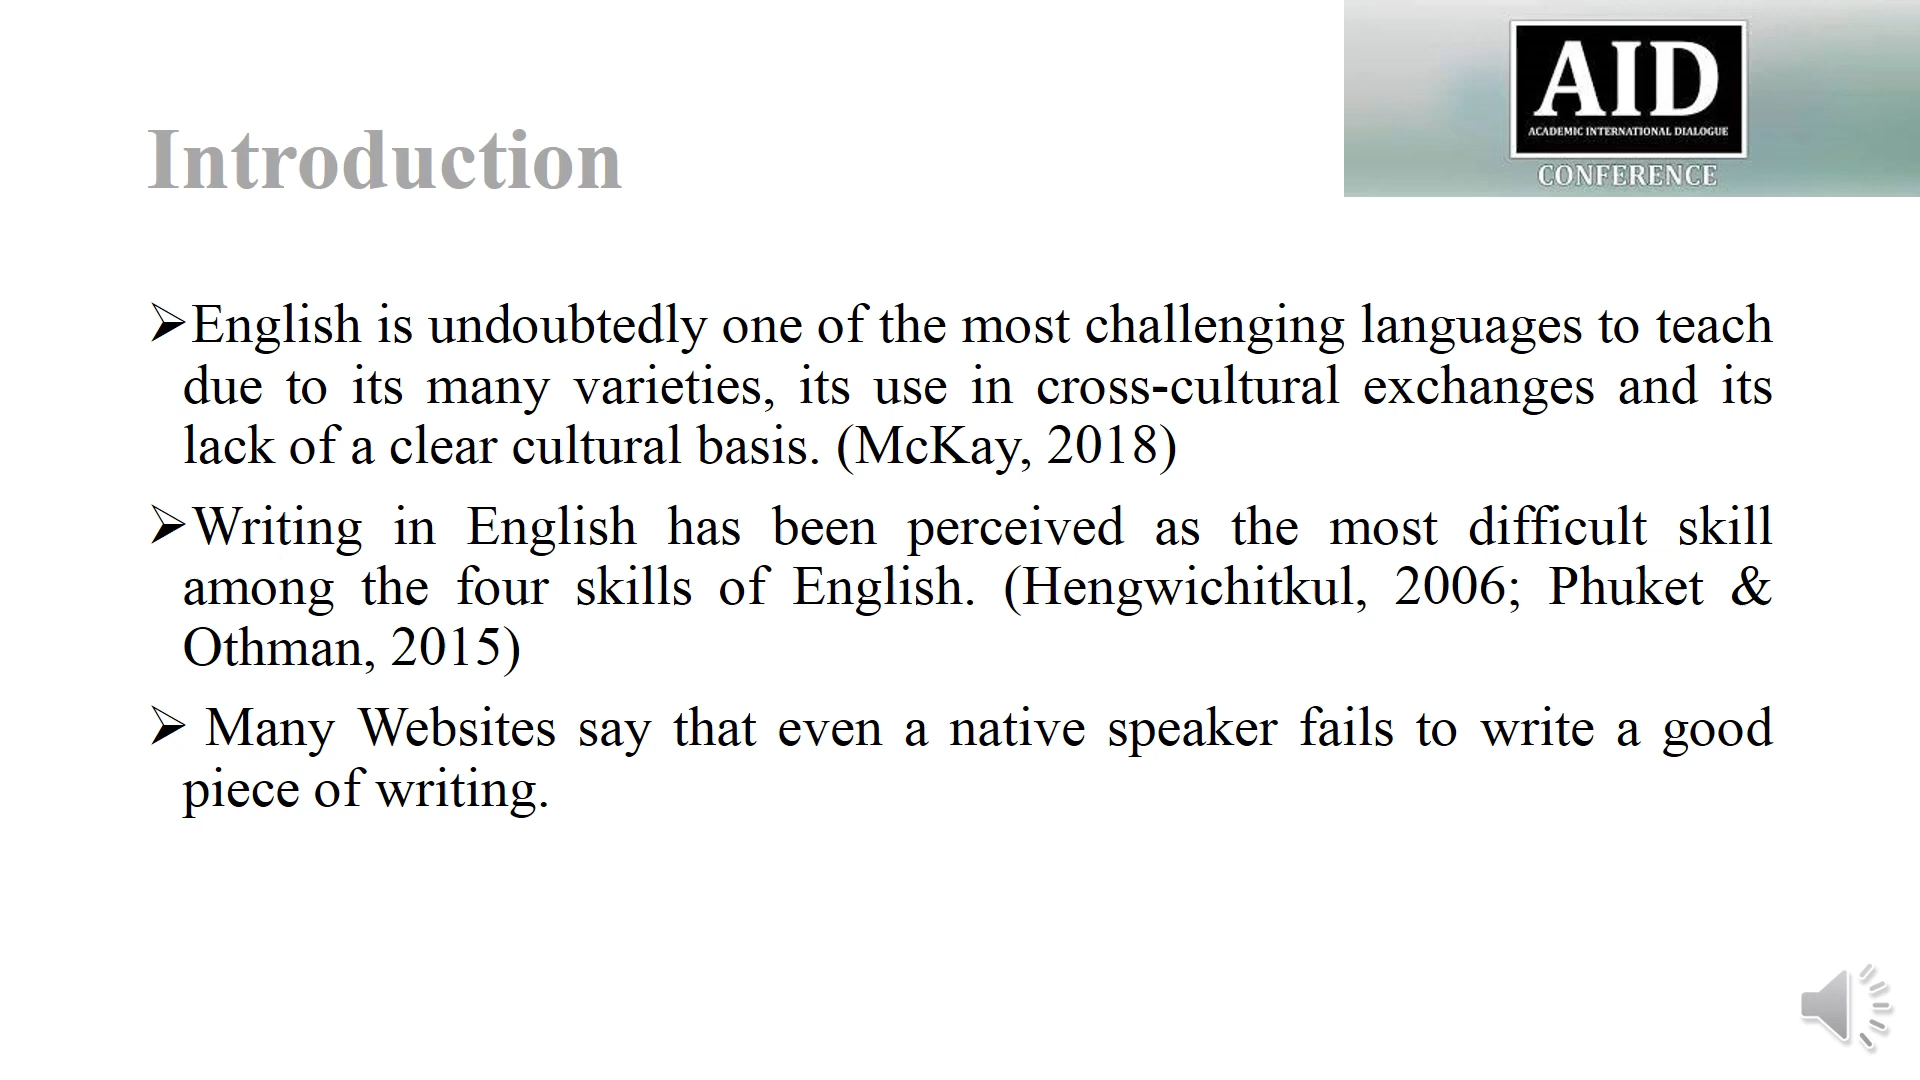 AID
ACADEMIC INTERNATIONAL DIALOGUE
CONFERENCE
Introduction
➢English is undoubtedly one of the most challenging languages to teach
due to its many varieties, its use in cross-cultural exchanges and its
lack of a clear cultural basis. (McKay, 2018)
➢Writing in English has been perceived as the most difficult skill
among the four skills of English. (Hengwichitkul, 2006; Phuket &
Othman, 2015)
➢ Many Websites say that even a native speaker fails to write a good
piece of writing.